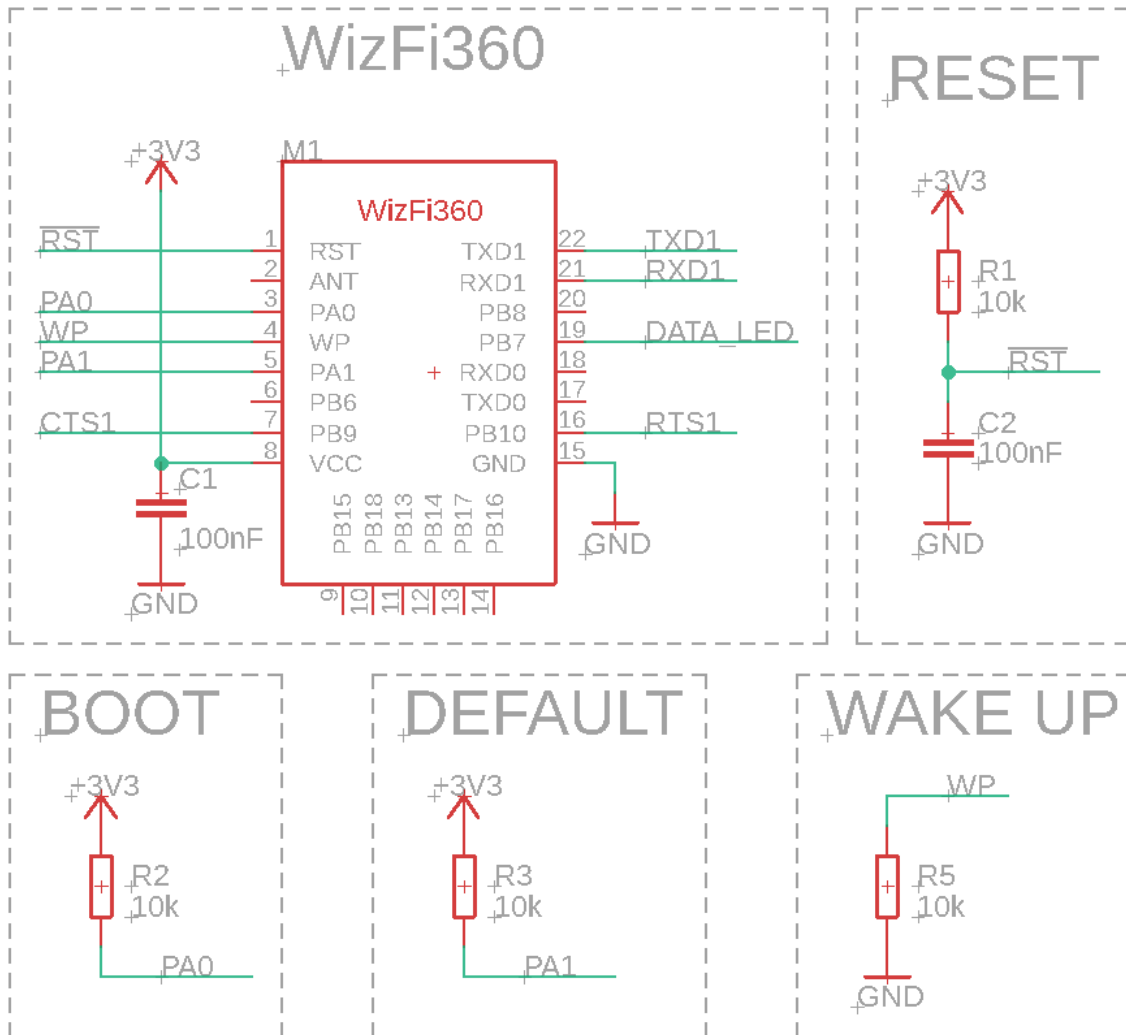 WizFi360
+3V3
M1
WizFi360
RST
1
RST
2
ANT
PA0
3
PA0
WP
4
WP
PA1
5
PA1
6
PB6
CTS1
7
PB9
8
VCC
TXD1
22
TXD1
RXD1
21
RXD1
PB8
20
PB7
19
DATA_LED
RXD0
18
TXD0
17
PB10
16
RTS1
GND
15
GND
C1
100nF
GND
PB15
PB18
PB13
PB14
PB17
PB16
9
10
11
12
13
14
RESET
+3V3
R1
10k
RST
C2
100nF
GND
BOOT
+3V3
R2
10k
PA0
DEFAULT
+3V3
R3
10k
PA1
WAKE UP
WP
R5
10k
GND